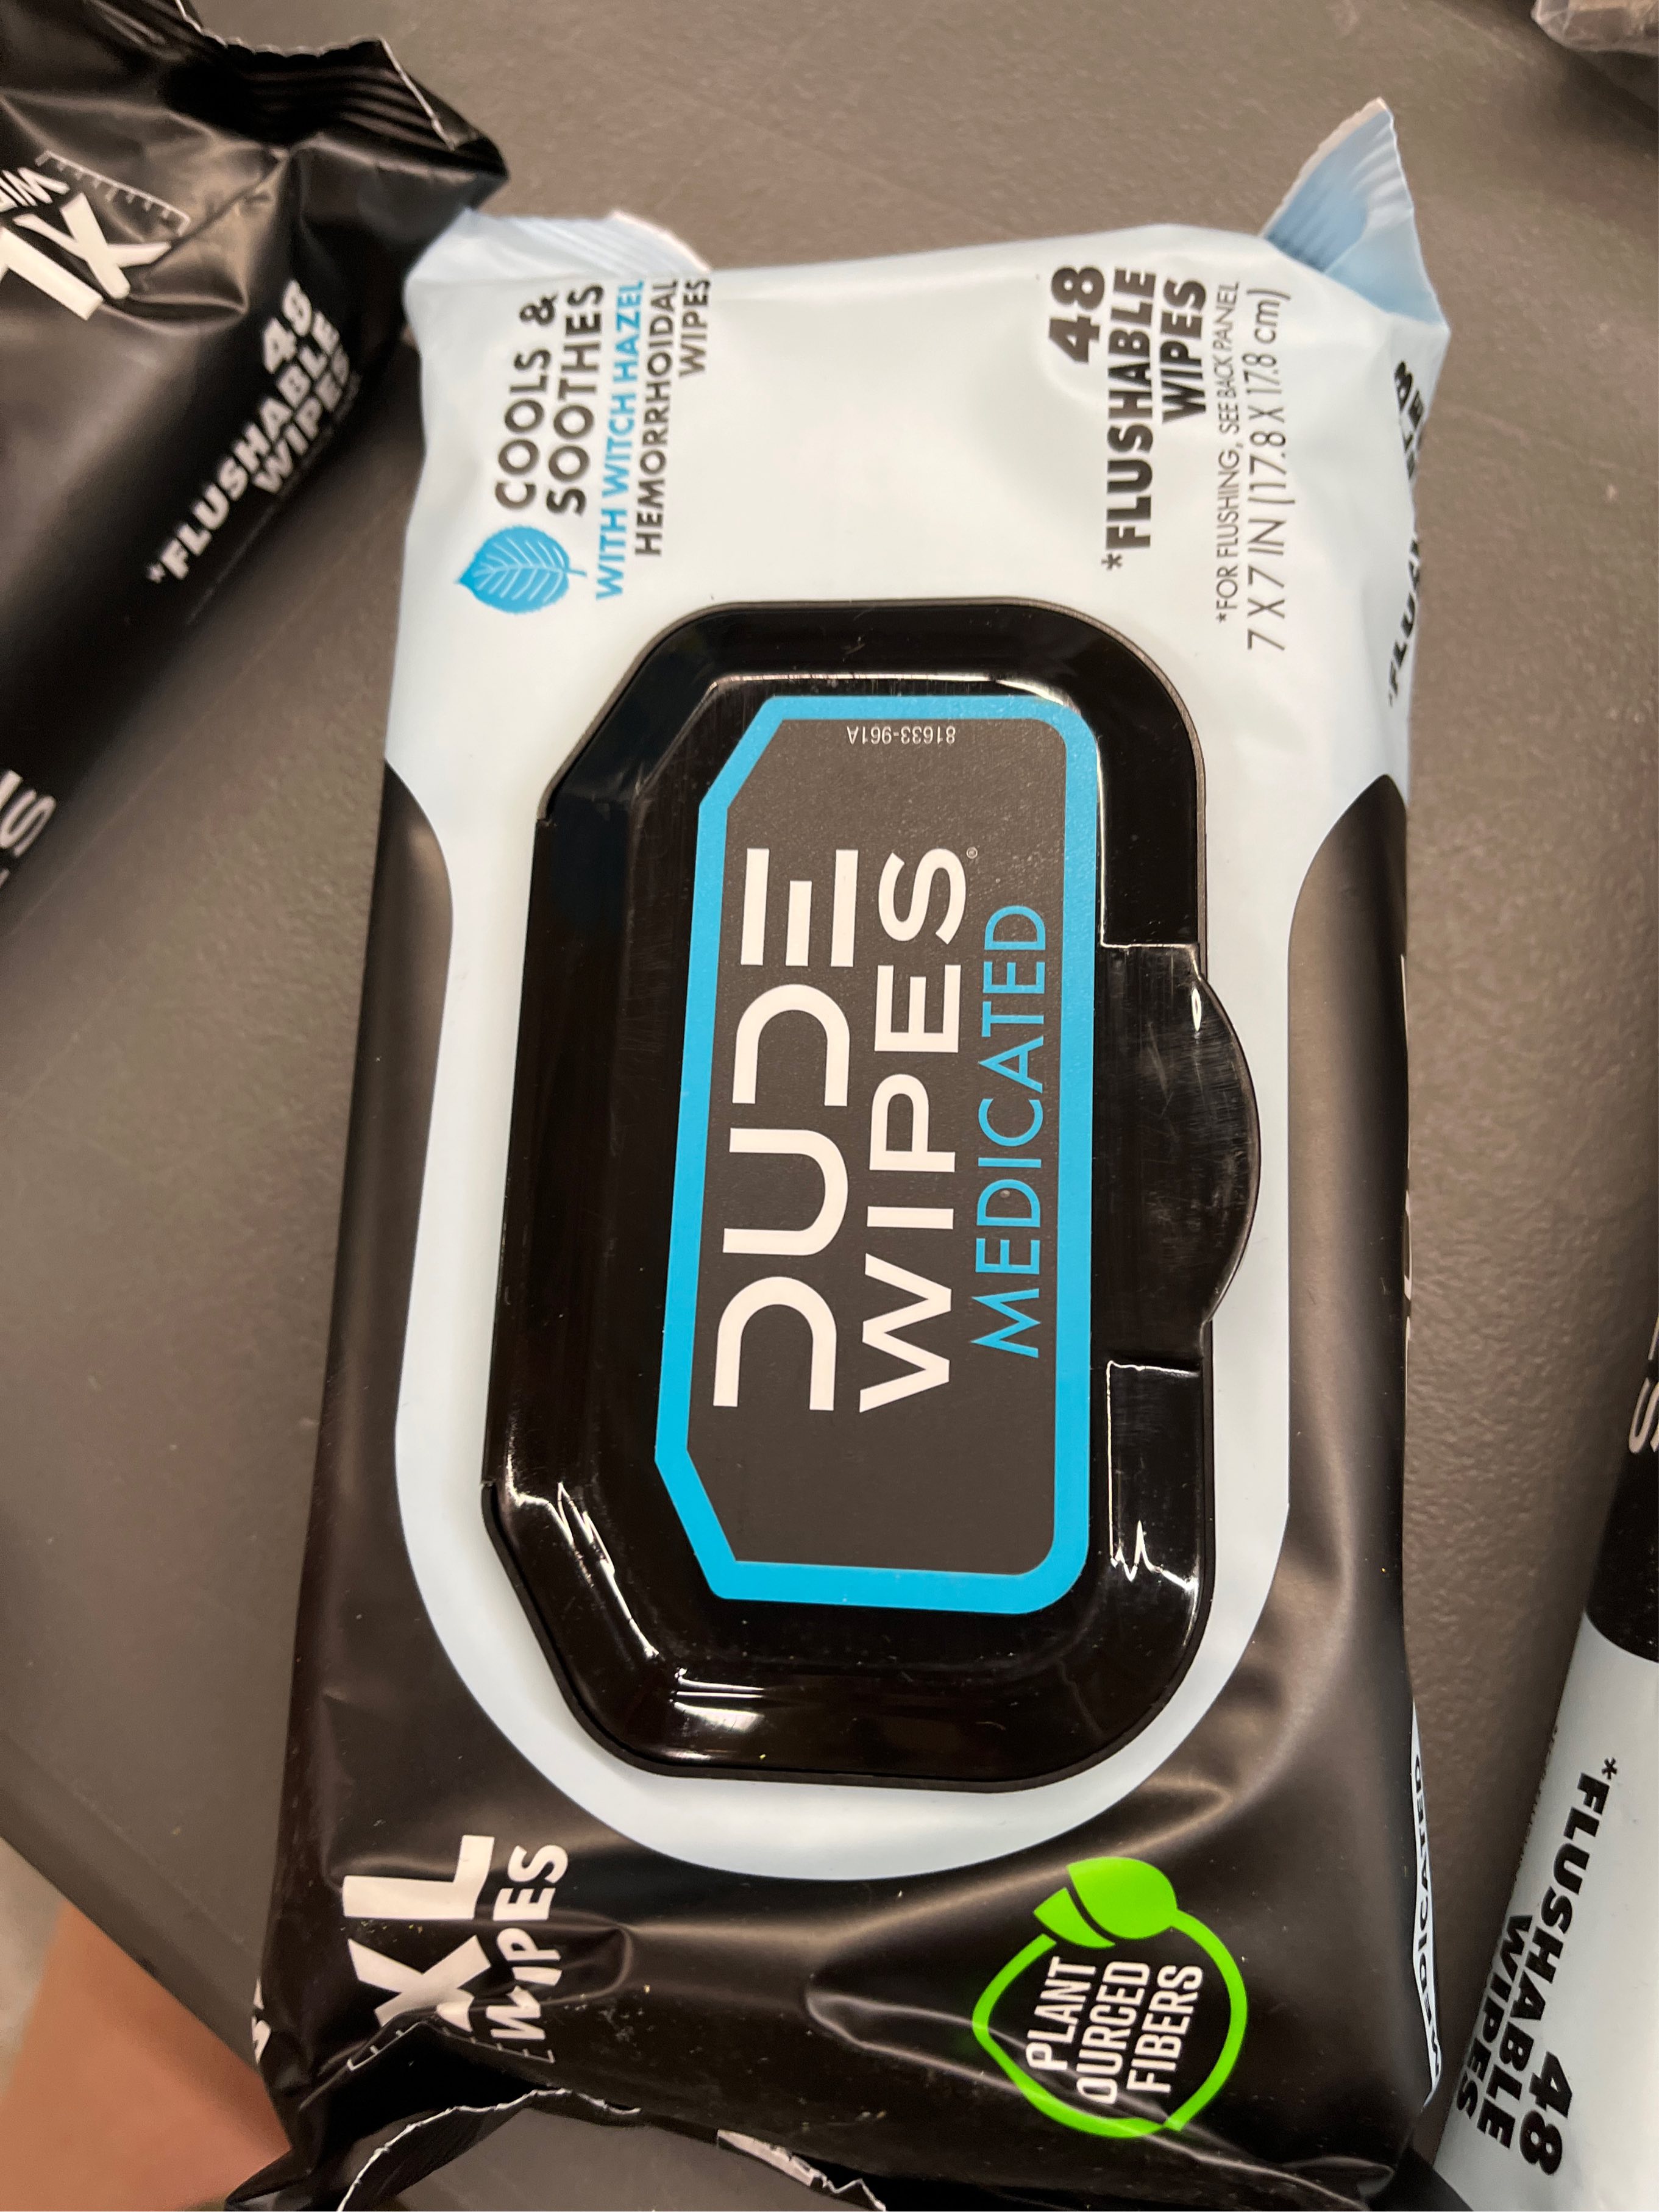 COOLS &
SOOTHES
WITH WITCH HAZEL
HEMORRHOIDAL
WIPES
48
*FLUSHABLE
WIPES
*FOR FLUSHING, SEE BACK PANEL
7 X 7 IN (17.8 X 17.8 cm)
81633-961A
DUDE
WIPES®
MEDICATED
XL
WIPES
PLANT
OURCED
FIBERS
XL
48
*FLUSHABLE
WIPES
48
*FLUSHABLE
WIPES
MEDICATED